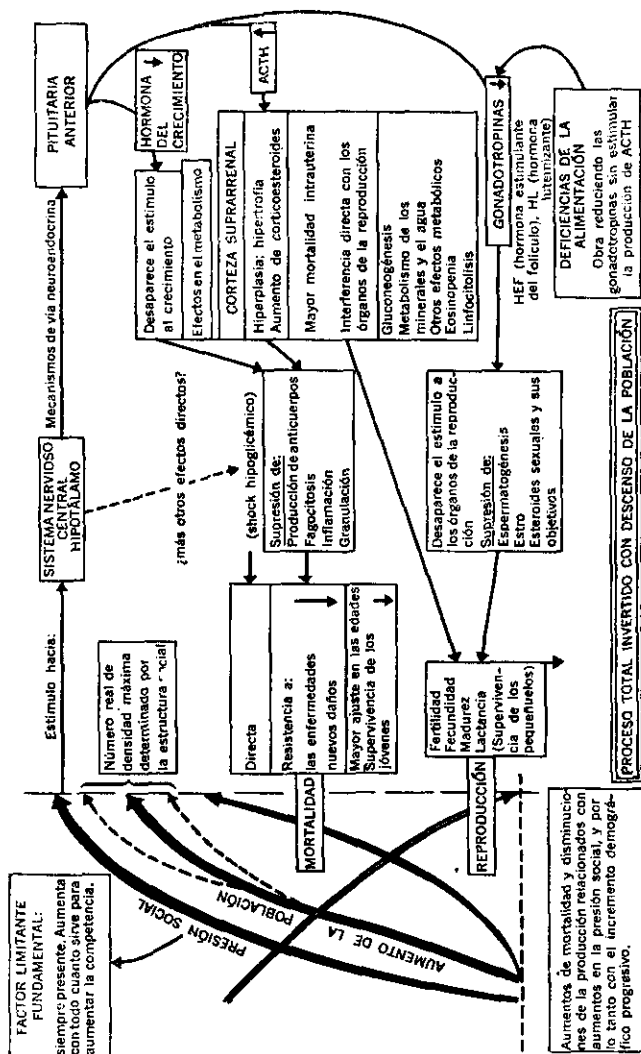 FACTOR LIMITANTE
FUNDAMENTAL:
siempre presente. Aumenta
con todo cuanto sirve para
aumentar la competencia.
PRESIÓN SOCIAL
AUMENTO DE LA POBLACIÓN
Aumentos de mortalidad y disminucio-
nes de la producción relacionados con
aumentos en la presión social, y por
lo tanto con el incremento demográ-
fico progresivo.
Estímulo hacia:
Número real de
densidad máxima
determinado por
la estructura social
SISTEMA NERVIOSO
CENTRAL
HIPOTÁLAMO
Mecanismos de vía neuroendocrina
PITUITARIA
ANTERIOR
¿más otros efectos directos?
HORMONA
DEL
CRECIMIENTO
ACTH
Desaparece el estímulo
al crecimiento
Efectos en el metabolismo
CORTEZA SUPRARRENAL
Hiperplasia; hipertrofia
Aumento de corticoesteroides
Mayor mortalidad intrauterina
Interferencia directa con los
órganos de la reproducción
Gluconeogénesis
Metabolismo de los
minerales y el agua
Otros efectos metabólicos
Eosinopenia
Linfocitolisis
(shock hipoglicémico)
Supresión de:
Producción de anticuerpos
Fagocitosis
Inflamación
Granulación
MORTALIDAD
Directa
Resistencia a:
las enfermedades
nuevos daños
Mayor ajuste en las edades
Supervivencia de los
jóvenes
GONADOTROPINAS
HEF (hormona estimulante
del folículo), HL (hormona
luteinizante)
Desaparece el estímulo a
los órganos de la reproduc-
ción
Supresión de:
Espermatogénesis
Estro
Esteroides sexuales y sus
objetivos
REPRODUCCIÓN
Fertilidad
Fecundidad
Madurez
Lactancia
(Superviven-
cia de los
pequeñuelos)
DEFICIENCIAS DE LA
ALIMENTACIÓN
Obra reduciendo las
gonadotropinas sin estimular
la producción de ACTH
PROCESO TOTAL INVERTIDO CON DESCENSO DE LA POBLACIÓN